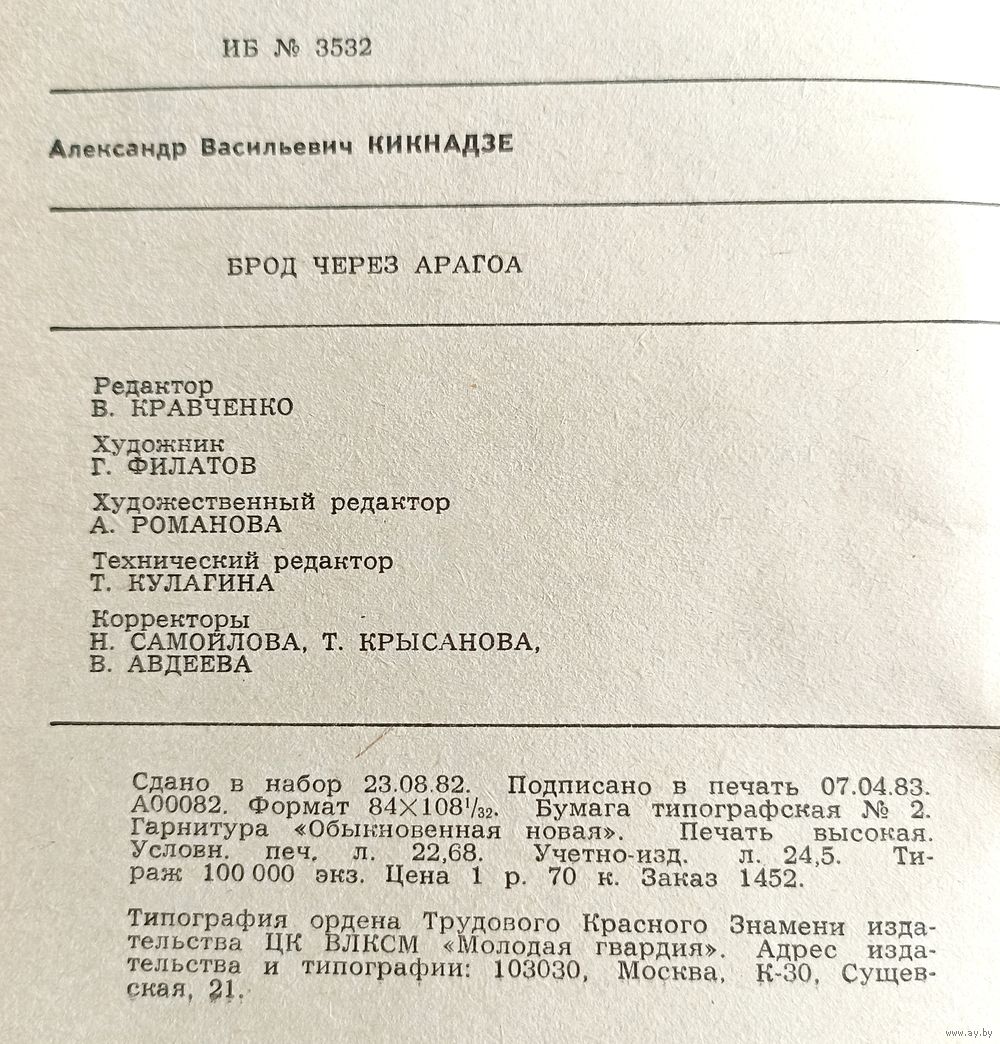 ИБ № 3532
Александр Васильевич КИКНАДЗЕ
БРОД ЧЕРЕЗ АРАГОА
Редактор
В. КРАВЧЕНКО
Художник
Г. ФИЛАТОВ
Художественный редактор
А. РОМАНОВА
Технический редактор
Т. КУЛАГИНА
Корректоры
Н. САМОЙЛОВА, Т. КРЫСАНОВА,
В. АВДЕЕВА
Сдано в набор 23.08.82. Подписано в печать 07.04.83.
А00082. Формат 84×108¹/₃₂. Бумага типографская № 2.
Гарнитура «Обыкновенная новая». Печать высокая.
Условн. печ. л. 22,68. Учетно-изд. л. 24,5. Ти-
раж 100 000 экз. Цена 1 р. 70 к. Заказ 1452.
Типография ордена Трудового Красного Знамени изда-
тельства ЦК ВЛКСМ «Молодая гвардия». Адрес изда-
тельства и типографии: 103030, Москва, К-30, Сущев-
ская, 21.
www.ay.by